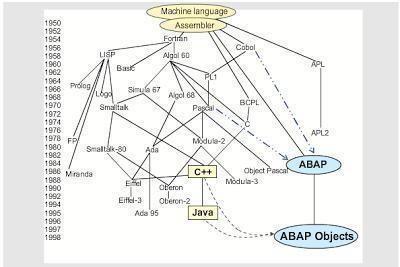 Machine language
Assembler
1950
1952
1954
1956
1958
1960
1962
1964
1966
1968
1970
1972
1974
1976
1978
1980
1982
1984
1986
1988
1990
1992
1994
1995
1996
1997
1998
Fortran
LISP
Algol 60
Cobol
Basic
PL1
APL
Prolog
Logo
Simula 67
Algol 68
Smalltalk
Pascal
BCPL
C
APL2
FP
Modula-2
Smalltalk-80
Ada
ABAP
Miranda
C++
Object Pascal
Eiffel
Oberon
Modula-3
Eiffel-3
Oberon-2
Ada 95
Java
ABAP Objects